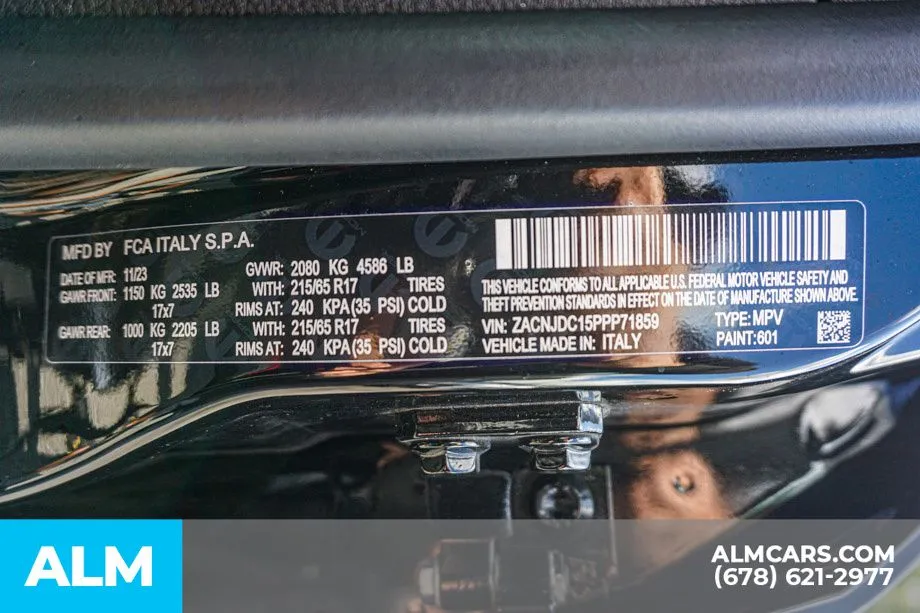 MFD BY FCA ITALY S.P.A.
DATE OF MFR: 11/23 GVWR: 2080 KG 4586 LB
GAWR FRONT: 1150 KG 2535 LB WITH: 215/65 R17 TIRES
17x7 RIMS AT: 240 KPA(35 PSI) COLD
GAWR REAR: 1000 KG 2205 LB WITH: 215/65 R17 TIRES
17x7 RIMS AT: 240 KPA(35 PSI) COLD
THIS VEHICLE CONFORMS TO ALL APPLICABLE U.S. FEDERAL MOTOR VEHICLE SAFETY AND
THEFT PREVENTION STANDARDS IN EFFECT ON THE DATE OF MANUFACTURE SHOWN ABOVE.
VIN: ZACNJDC15PPP71859 TYPE: MPV
VEHICLE MADE IN: ITALY PAINT:601
ALM
ALMCARS.COM
(678) 621-2977